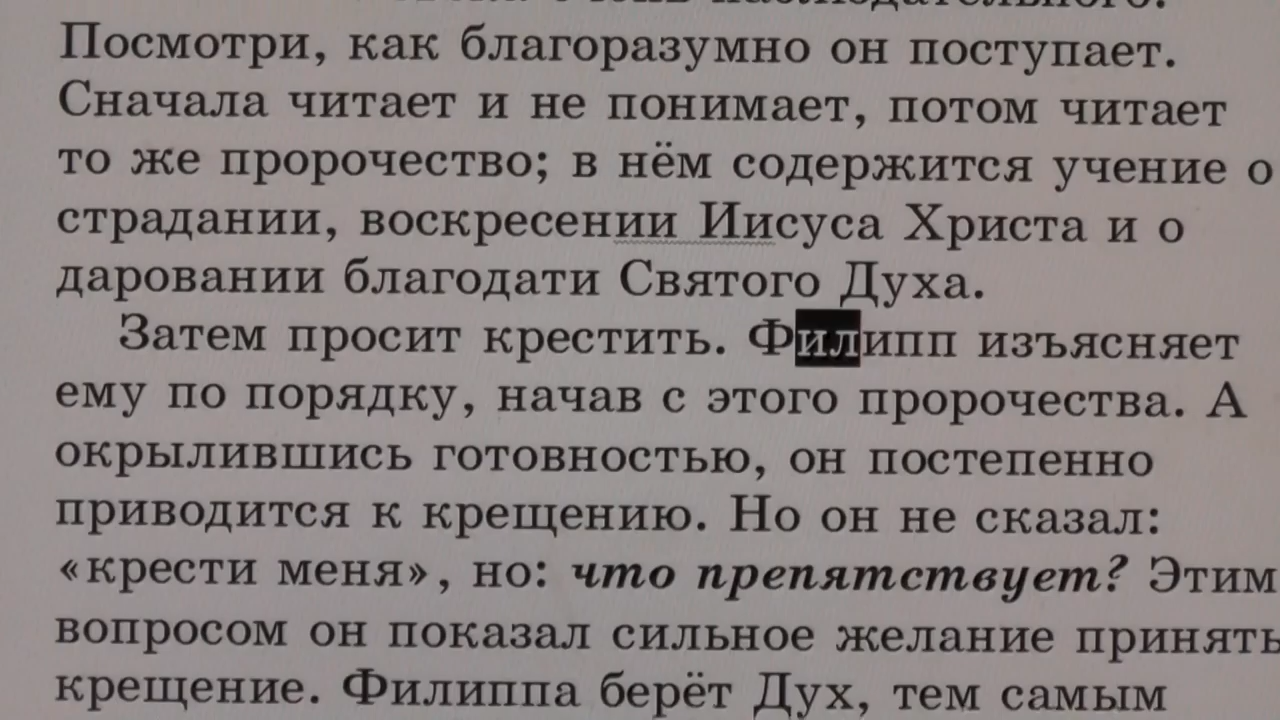 Посмотри, как благоразумно он поступает.
Сначала читает и не понимает, потом читает
то же пророчество; в нём содержится учение о
страдании, воскресении Иисуса Христа и о
даровании благодати Святого Духа.
Затем просит крестить. Филипп изъясняет
ему по порядку, начав с этого пророчества. А
окрылившись готовностью, он постепенно
приводится к крещению. Но он не сказал:
«крести меня», но: что препятствует? Этим
вопросом он показал сильное желание принять
крещение. Филиппа берёт Дух, тем самым